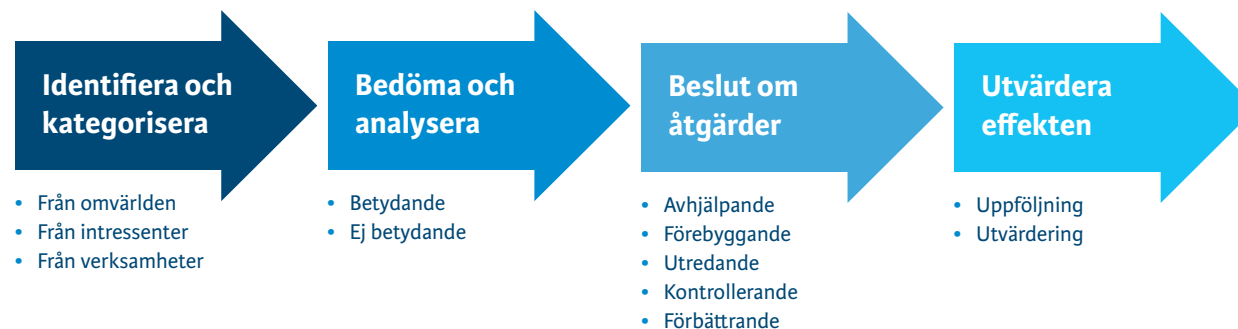 Identifiera och
kategorisera
• Från omvärlden
• Från intressenter
• Från verksamheter
Bedöma och
analysera
• Betydande
• Ej betydande
Beslut om
åtgärder
• Avhjälpande
• Förebyggande
• Utredande
• Kontrollerande
• Förbättrande
Utvärdera
effekten
• Uppföljning
• Utvärdering